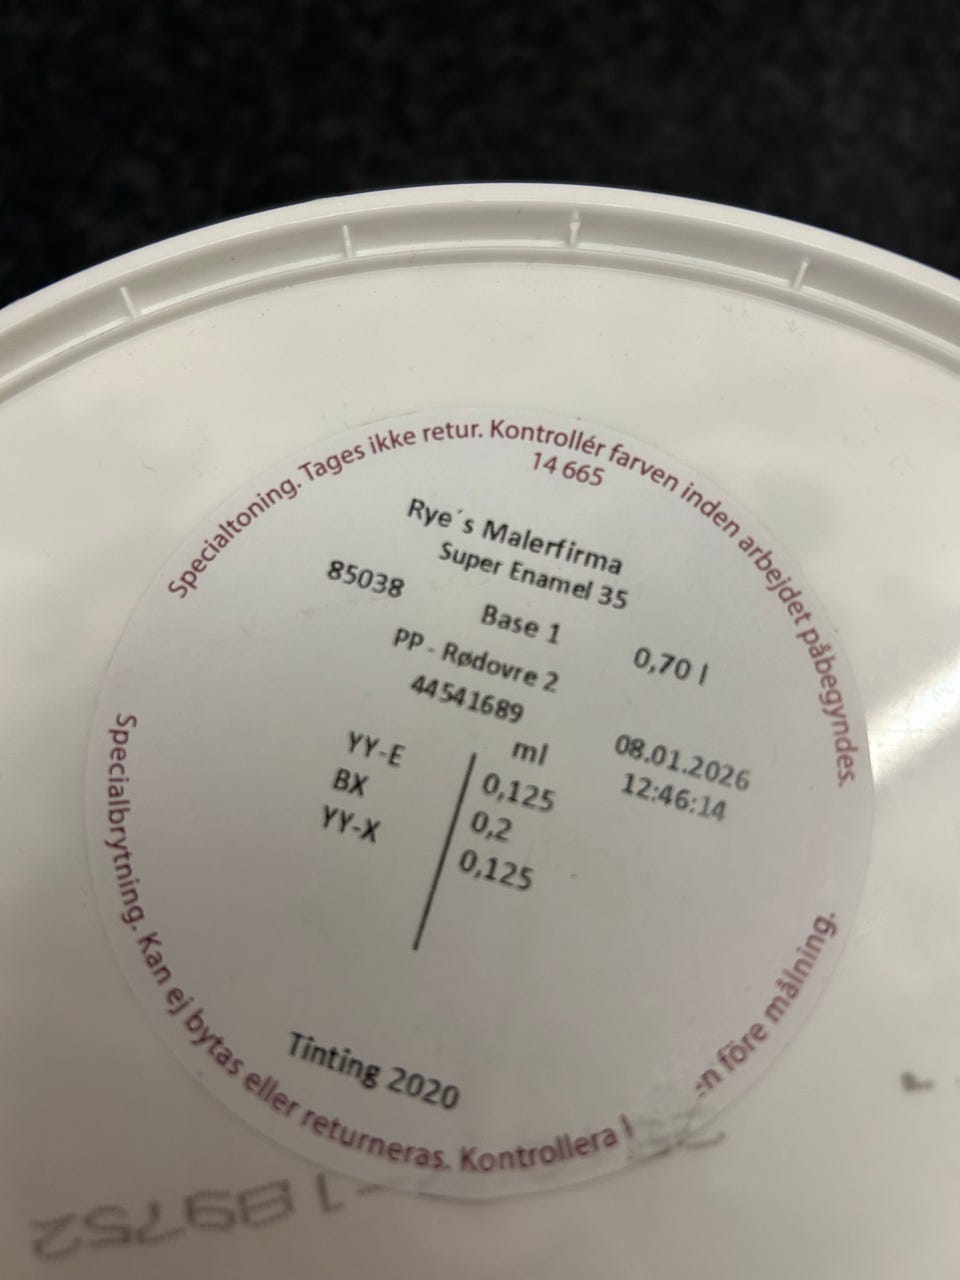 Specialtoning. Tages ikke retur. Kontrollér farven inden arbejdet påbegyndes.
14 665
Rye´s Malerfirma
Super Enamel 35
85038
Base 1
0,70 l
pp - Rødovre 2
44541689
ml
08.01.2026
YY-E 0,125
12:46:14
BX 0,2
YY-X 0,125
Tinting 2020
Specialbrytning. Kan ej bytas eller returneras. Kontrollera före målning.